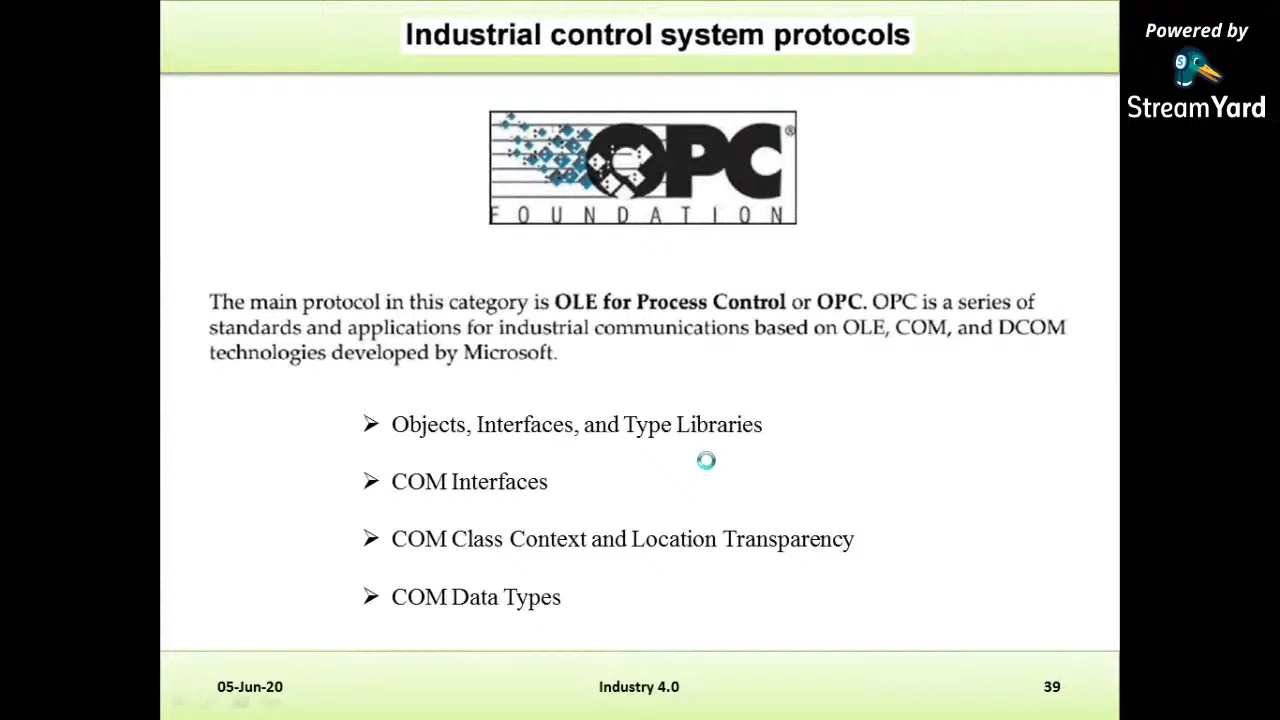 Industrial control system protocols
Powered by
StreamYard
OPC®
FOUNDATION
The main protocol in this category is OLE for Process Control or OPC. OPC is a series of
standards and applications for industrial communications based on OLE, COM, and DCOM
technologies developed by Microsoft.
➢ Objects, Interfaces, and Type Libraries
➢ COM Interfaces
➢ COM Class Context and Location Transparency
➢ COM Data Types
05-Jun-20
Industry 4.0
39